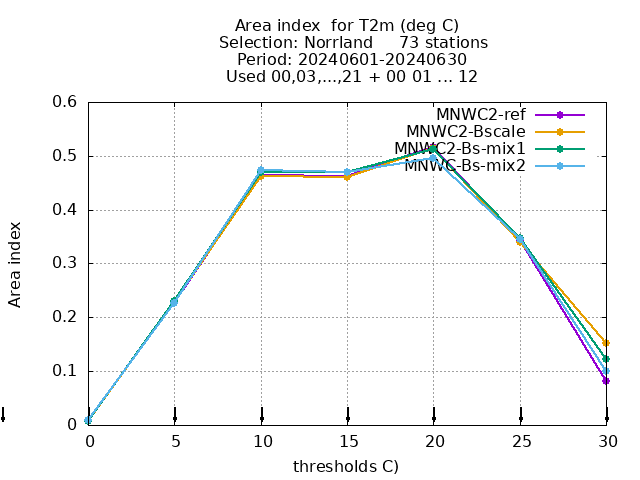 Area index  for T2m (deg C)
Selection: Norrland     73 stations
Period: 20240601-20240630
Used 00,03,...,21 + 00 01 ... 12
MNWC2-ref
MNWC2-Bscale
MNWC2-Bs-mix1
MNWC-Bs-mix2
Area index
0.6
0.5
0.4
0.3
0.2
0.1
0
0 5 10 15 20 25 30
thresholds C)